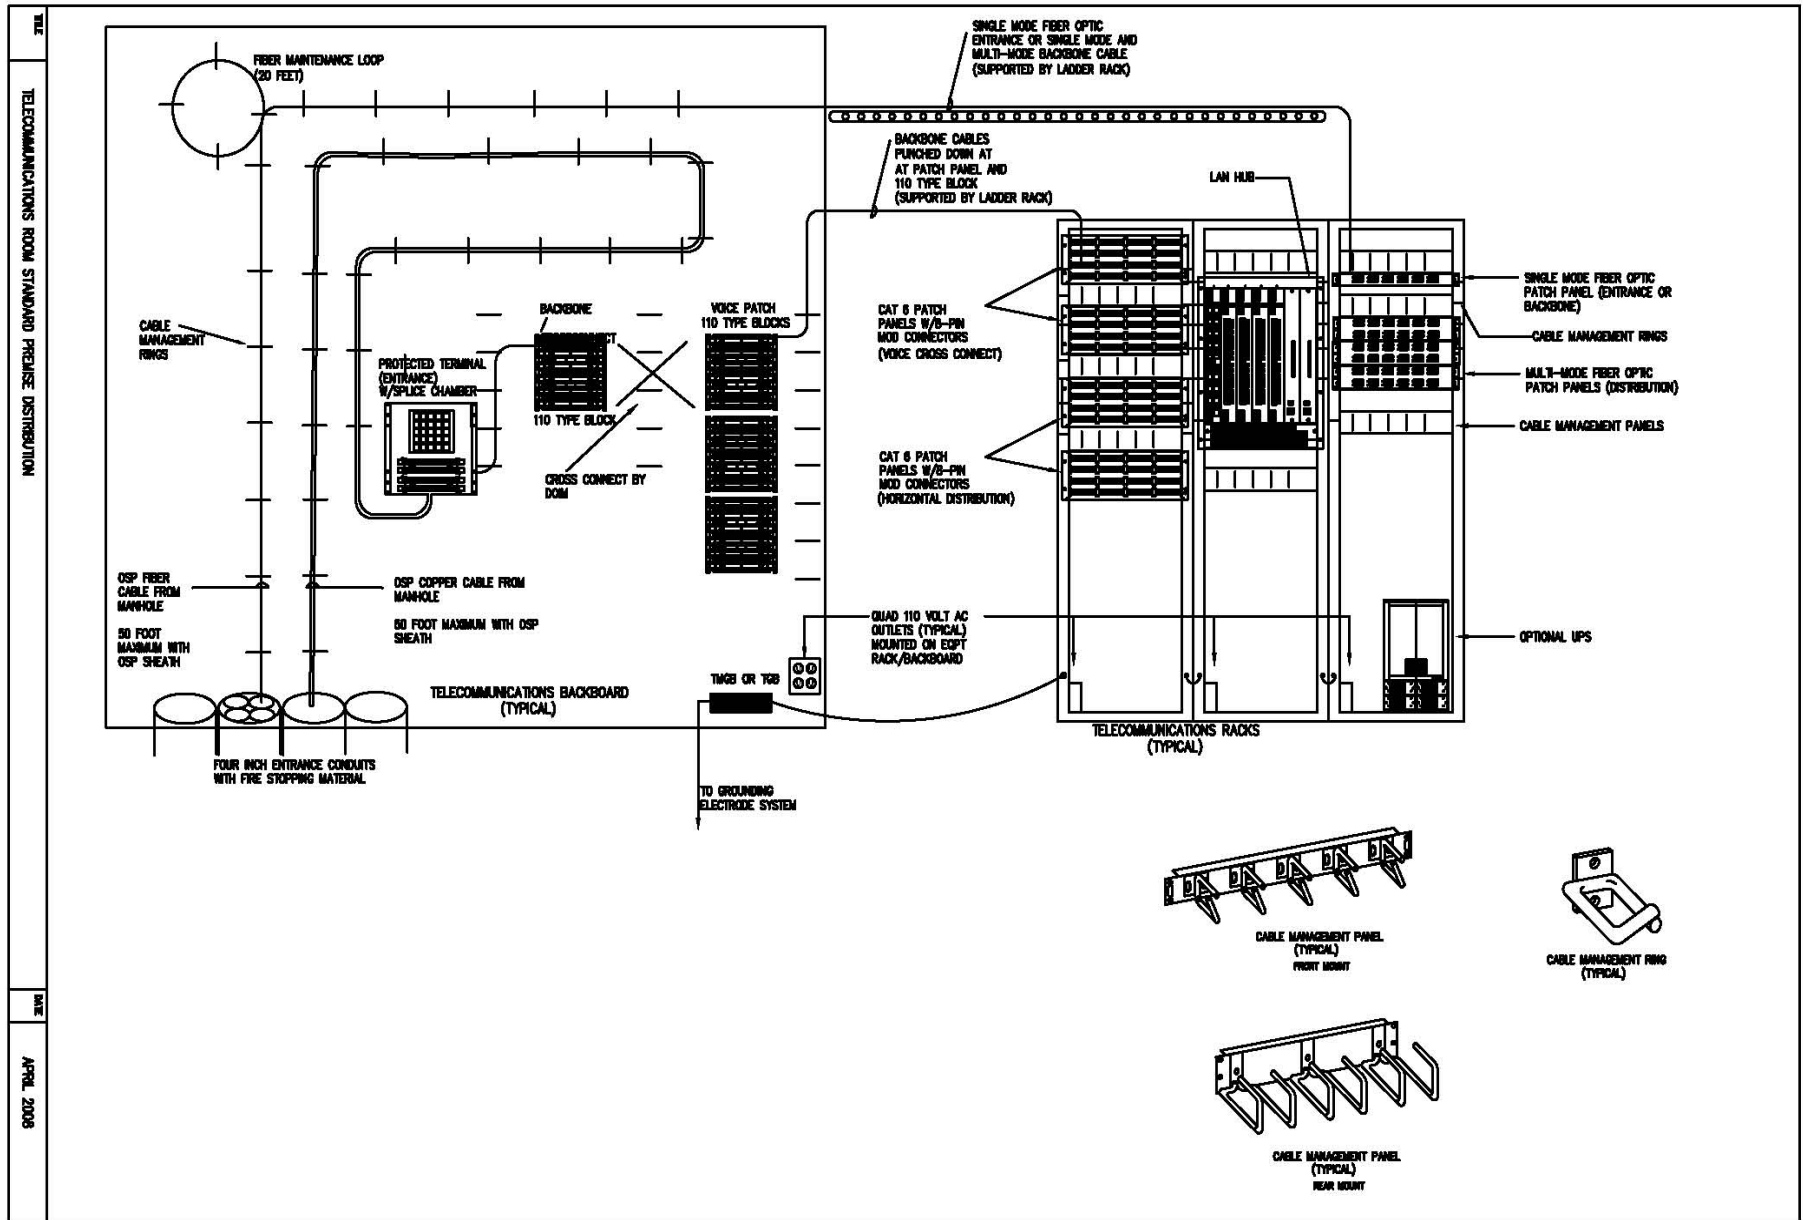 TITLE
TELECOMMUNICATIONS ROOM STANDARD PREMISE DISTRIBUTION
DATE
APRIL 2008
FIBER MAINTENANCE LOOP
(20 FEET)
SINGLE MODE FIBER OPTIC
ENTRANCE OR SINGLE MODE AND
MULTI-MODE BACKBONE CABLE
(SUPPORTED BY LADDER RACK)
BACKBONE CABLES
PUNCHED DOWN AT
AT PATCH PANEL AND
110 TYPE BLOCK
(SUPPORTED BY LADDER RACK)
LAN HUB
CABLE
MANAGEMENT
RINGS
BACKBONE
110 TYPE BLOCK
VOICE PATCH
110 TYPE BLOCKS
PROTECTED TERMINAL
(ENTRANCE)
W/SPLICE CHAMBER
CROSS CONNECT BY
DOIM
CAT 6 PATCH
PANELS W/8-PIN
MOD CONNECTORS
(VOICE CROSS CONNECT)
CAT 6 PATCH
PANELS W/8-PIN
MOD CONNECTORS
(HORIZONTAL DISTRIBUTION)
SINGLE MODE FIBER OPTIC
PATCH PANEL (ENTRANCE OR
BACKBONE)
CABLE MANAGEMENT RINGS
MULTI-MODE FIBER OPTIC
PATCH PANELS (DISTRIBUTION)
CABLE MANAGEMENT PANELS
OPTIONAL UPS
OSP FIBER
CABLE FROM
MANHOLE
50 FOOT
MAXIMUM WITH
OSP SHEATH
OSP COPPER CABLE FROM
MANHOLE
50 FOOT MAXIMUM WITH OSP
SHEATH
QUAD 110 VOLT AC
OUTLETS (TYPICAL)
MOUNTED ON EQPT
RACK/BACKBOARD
TMGB OR TGB
TELECOMMUNICATIONS BACKBOARD
(TYPICAL)
TELECOMMUNICATIONS RACKS
(TYPICAL)
FOUR INCH ENTRANCE CONDUITS
WITH FIRE STOPPING MATERIAL
TO GROUNDING
ELECTRODE SYSTEM
CABLE MANAGEMENT PANEL
(TYPICAL)
FRONT MOUNT
CABLE MANAGEMENT RING
(TYPICAL)
CABLE MANAGEMENT PANEL
(TYPICAL)
REAR MOUNT